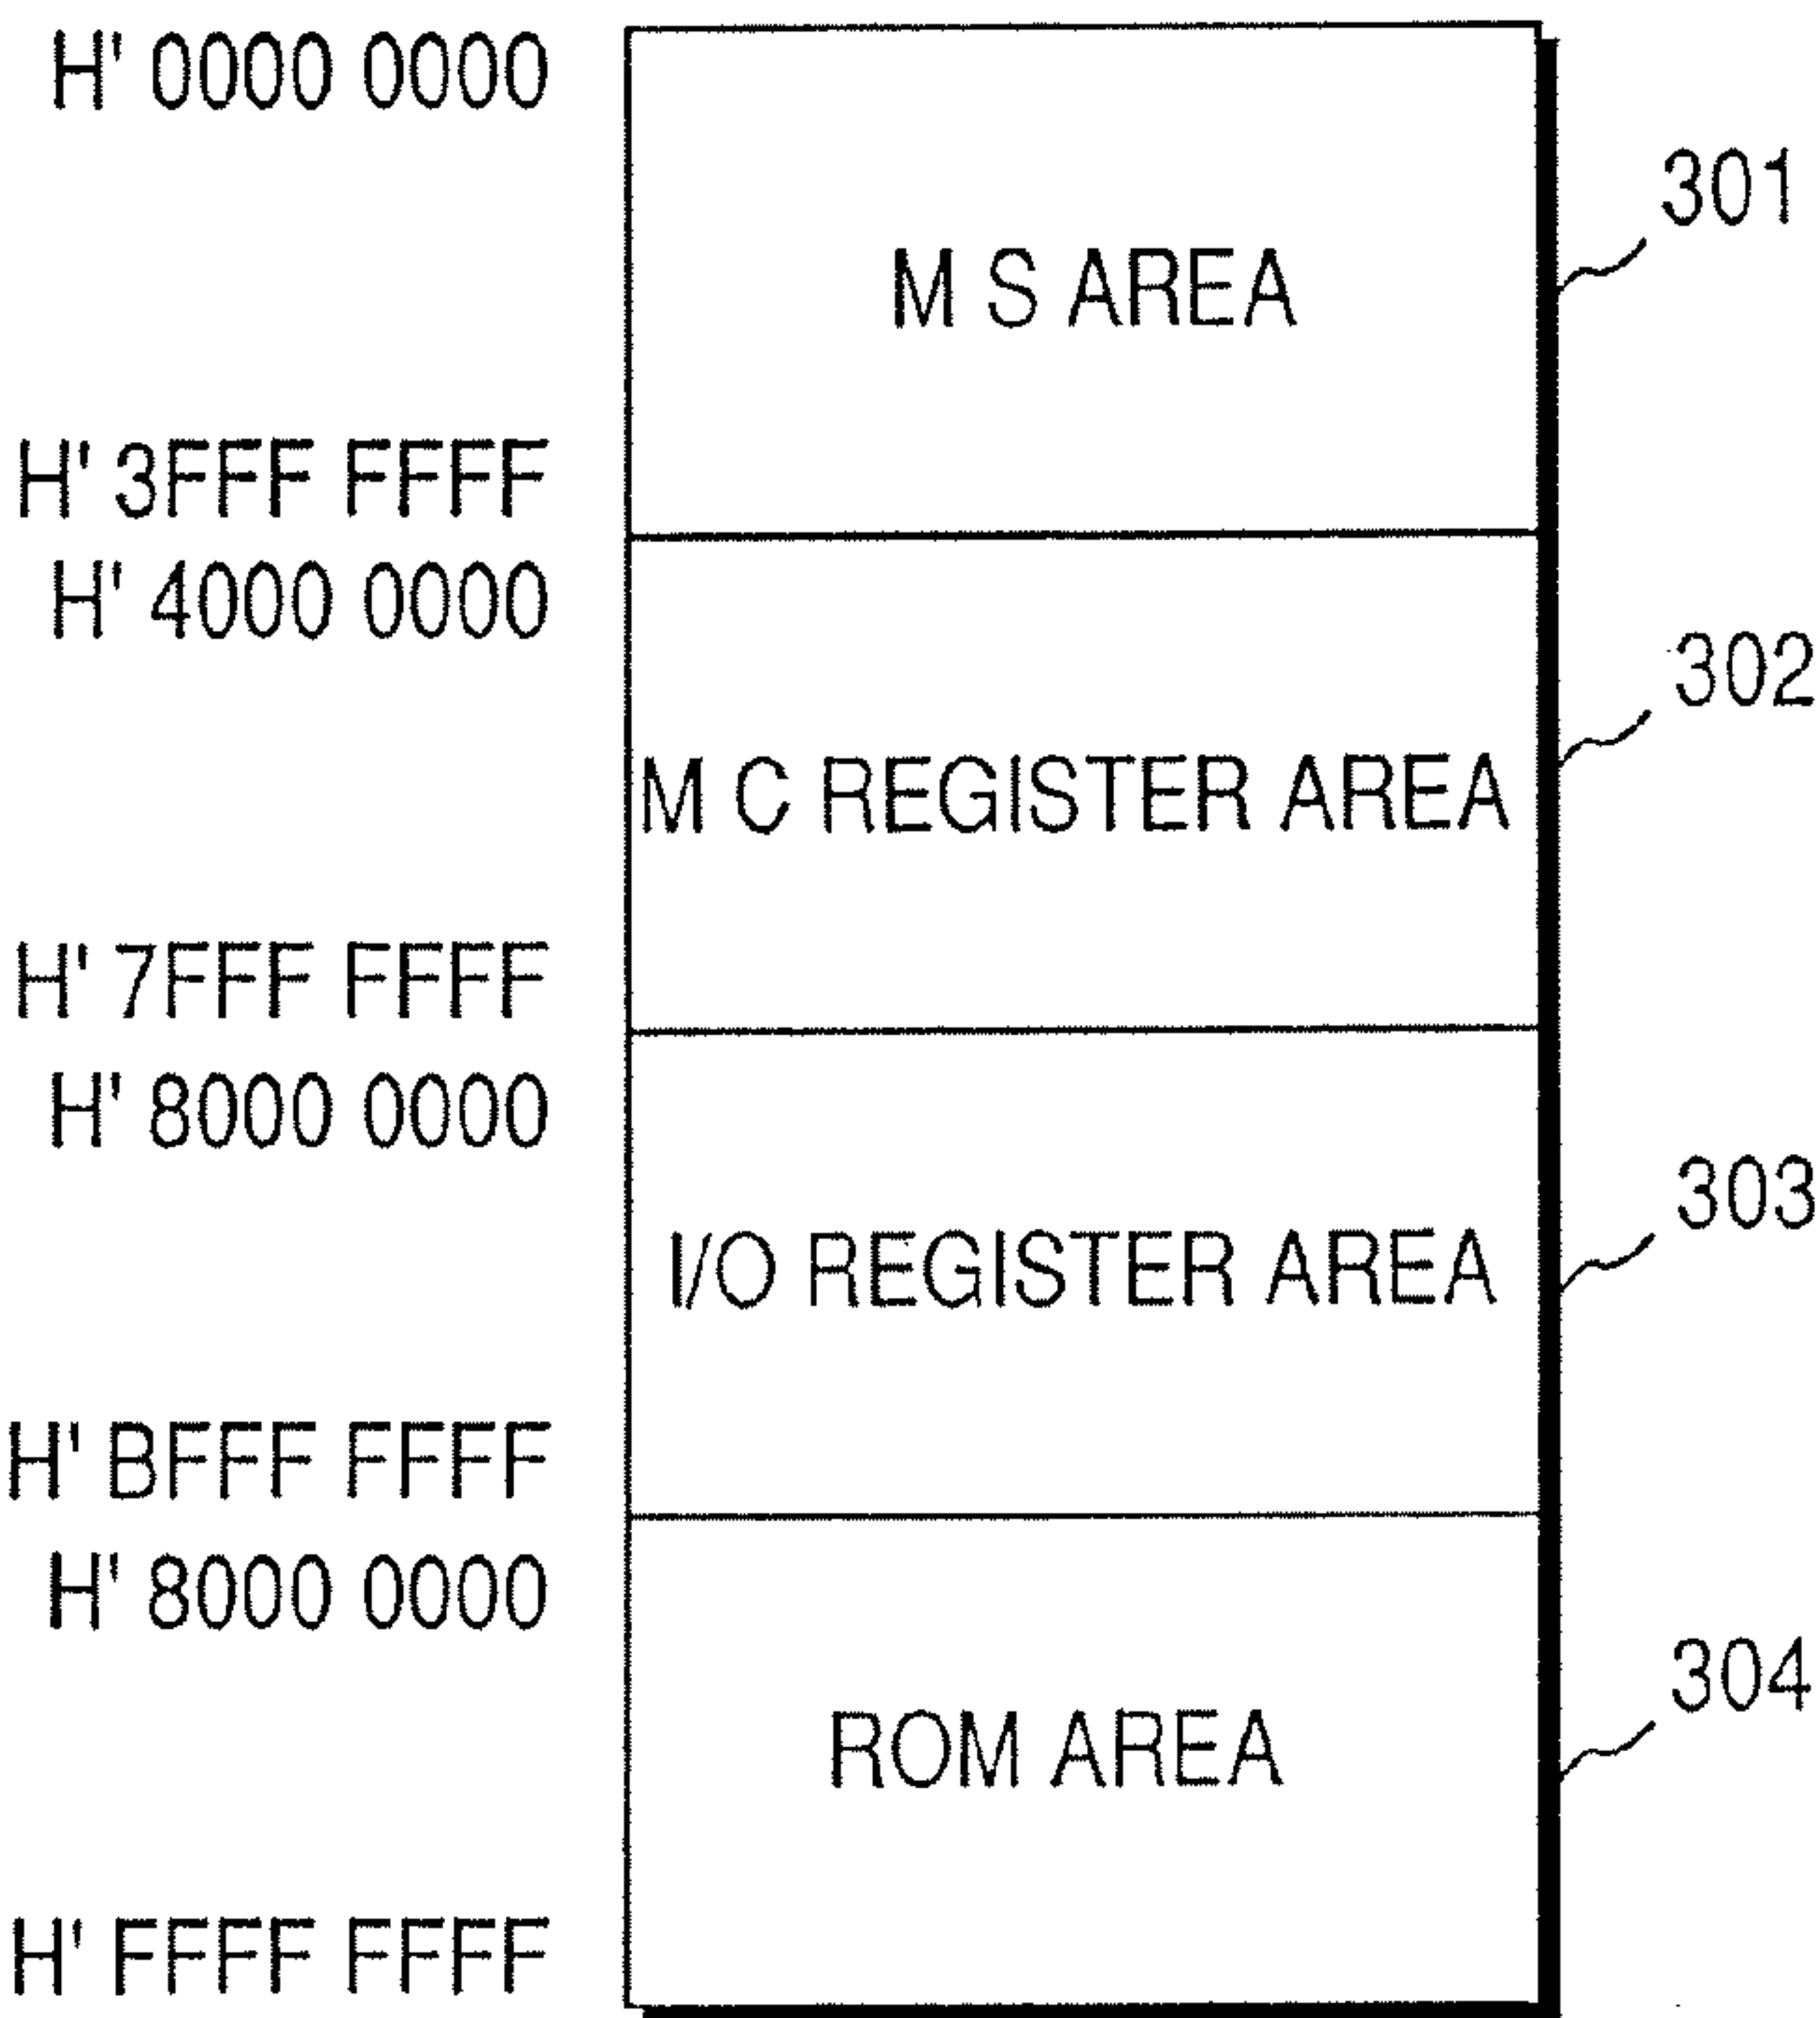 H' 0000 0000
301
M S AREA
H' 3FFF FFFF
H' 4000 0000
302
M C REGISTER AREA
H' 7FFF FFFF
H' 8000 0000
303
I/O REGISTER AREA
H' BFFF FFFF
H' 8000 0000
304
ROM AREA
H' FFFF FFFF